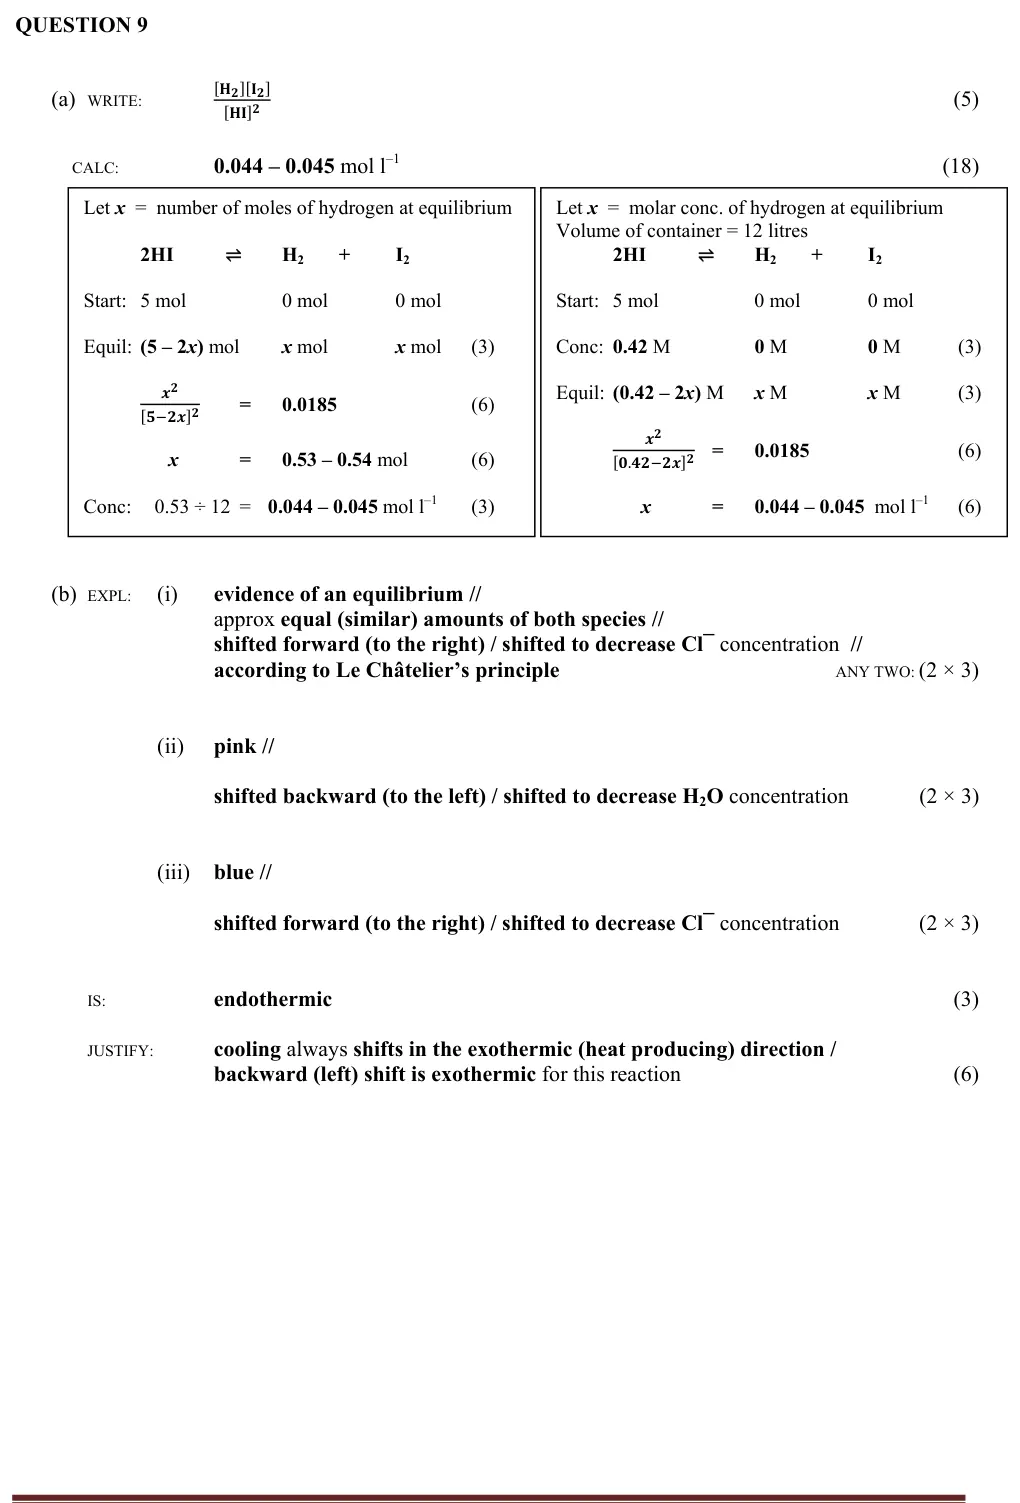 QUESTION 9
(a) WRITE: [H₂][I₂] / [HI]² (5)
CALC: 0.044 – 0.045 mol l⁻¹ (18)
Let x = number of moles of hydrogen at equilibrium
2HI ⇌ H₂ + I₂
Start: 5 mol 0 mol 0 mol
Equil: (5 – 2x) mol x mol x mol (3)
x² / [5−2x]² = 0.0185 (6)
x = 0.53 – 0.54 mol (6)
Conc: 0.53 ÷ 12 = 0.044 – 0.045 mol l⁻¹ (3)
Let x = molar conc. of hydrogen at equilibrium
Volume of container = 12 litres
2HI ⇌ H₂ + I₂
Start: 5 mol 0 mol 0 mol
Conc: 0.42 M 0 M 0 M (3)
Equil: (0.42 – 2x) M x M x M (3)
x² / [0.42−2x]² = 0.0185 (6)
x = 0.044 – 0.045 mol l⁻¹ (6)
(b) EXPL: (i) evidence of an equilibrium //
approx equal (similar) amounts of both species //
shifted forward (to the right) / shifted to decrease Cl¯ concentration //
according to Le Châtelier’s principle ANY TWO: (2 × 3)
(ii) pink //
shifted backward (to the left) / shifted to decrease H₂O concentration (2 × 3)
(iii) blue //
shifted forward (to the right) / shifted to decrease Cl¯ concentration (2 × 3)
IS: endothermic (3)
JUSTIFY: cooling always shifts in the exothermic (heat producing) direction /
backward (left) shift is exothermic for this reaction (6)